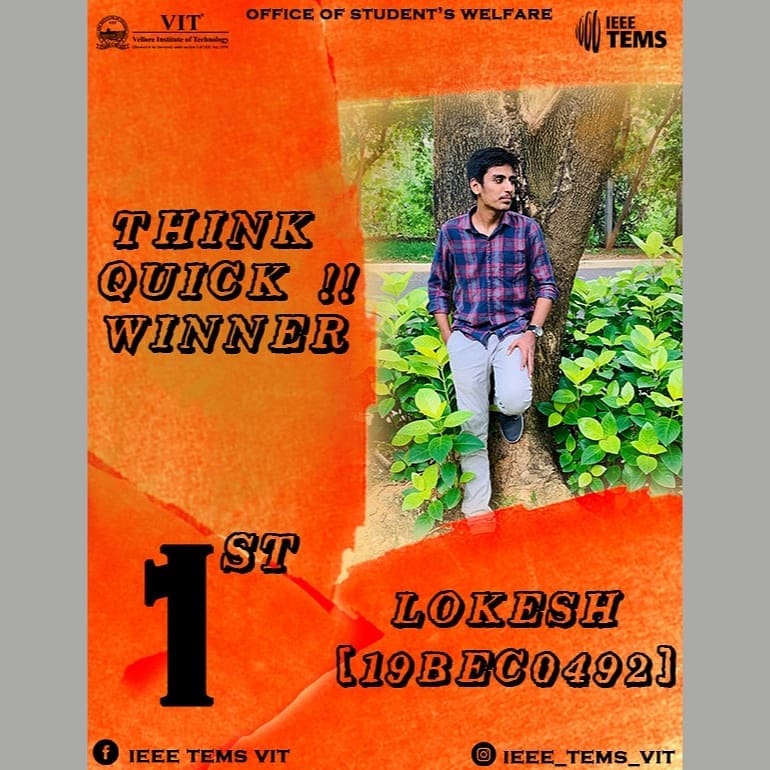 VIT
Vellore Institute of Technology
OFFICE OF STUDENT'S WELFARE
IEEE
TEMS
THINK
QUICK !!
WINNER
1ST
LOKESH
[19BEC0492]
IEEE TEMS VIT
IEEE_TEMS_VIT